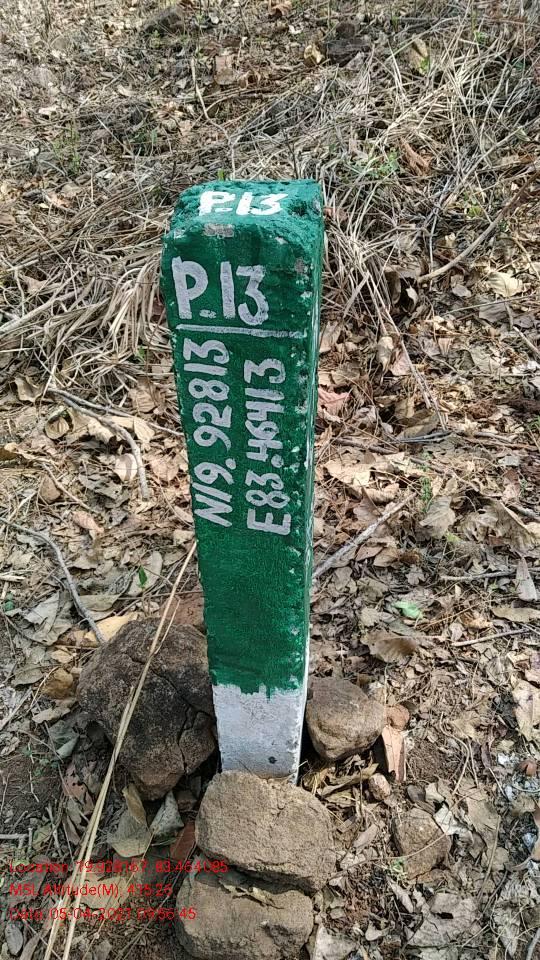 P.13
P.13
N19.92813
E83.46413
Location: 19.928167, 83.464085
MSL Altitude(M): 415.25
Date: 05-04-2021 09:56:45